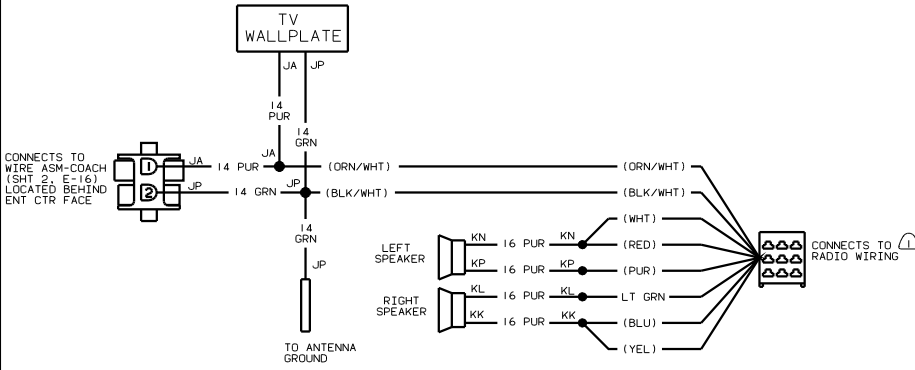 TV
WALLPLATE
JA
JP
14
PUR
14
GRN
CONNECTS TO
WIRE ASM-COACH
(SHT 2, E-16)
LOCATED BEHIND
ENT CTR FACE
1
2
JA
14 PUR
JA
(ORN/WHT)
(ORN/WHT)
JP
14 GRN
JP
(BLK/WHT)
(BLK/WHT)
14
GRN
JP
TO ANTENNA
GROUND
LEFT
SPEAKER
RIGHT
SPEAKER
KN
16 PUR
KN
KP
16 PUR
KP
KL
16 PUR
KL
KK
16 PUR
KK
(WHT)
(RED)
(PUR)
LT GRN
(BLU)
(YEL)
CONNECTS TO
RADIO WIRING
1